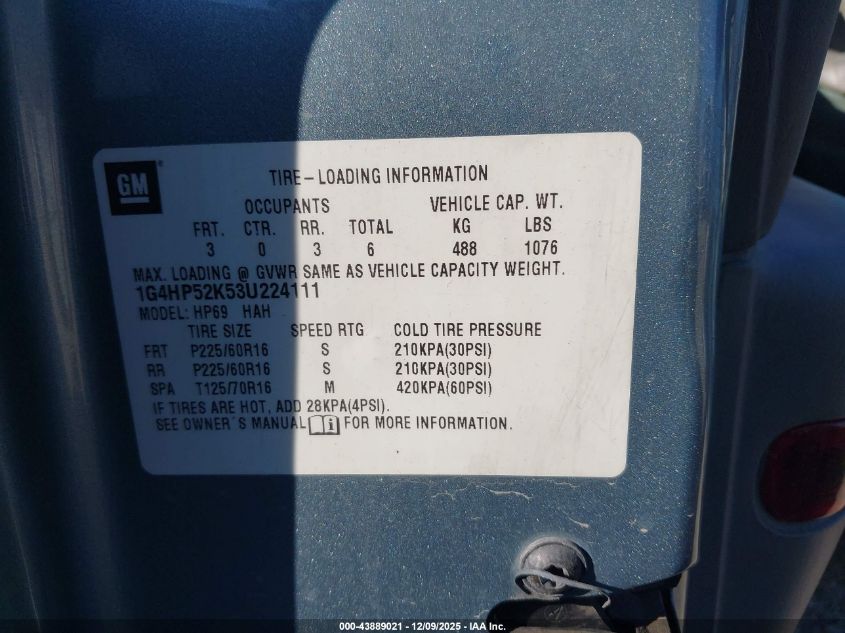 GM
TIRE-LOADING INFORMATION
OCCUPANTS VEHICLE CAP. WT.
FRT. CTR. RR. TOTAL KG LBS
3 0 3 6 488 1076
MAX. LOADING @ GVWR SAME AS VEHICLE CAPACITY WEIGHT.
1G4HP52K53U224111
MODEL: HP69 HAH
TIRE SIZE SPEED RTG COLD TIRE PRESSURE
FRT P225/60R16 S 210KPA(30PSI)
RR P225/60R16 S 210KPA(30PSI)
SPA T125/70R16 M 420KPA(60PSI)
IF TIRES ARE HOT, ADD 28KPA(4PSI).
SEE OWNER'S MANUAL i FOR MORE INFORMATION.
000-43889021 - 12/09/2025 - IAA Inc.